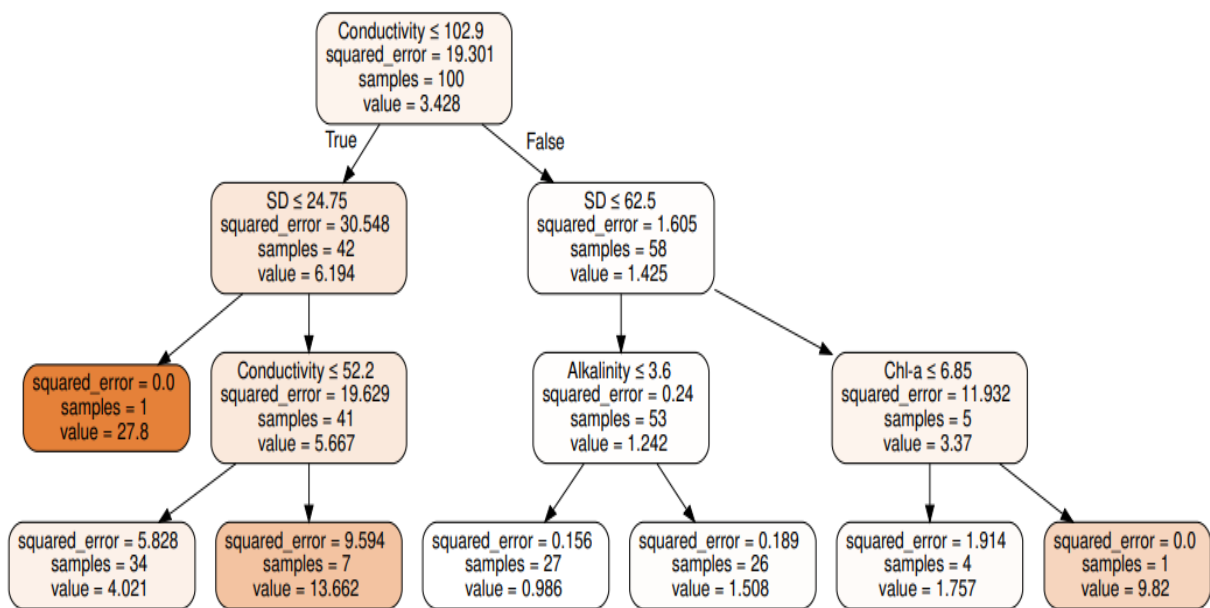 Conductivity ≤ 102.9
squared_error = 19.301
samples = 100
value = 3.428
True
False
SD ≤ 24.75
squared_error = 30.548
samples = 42
value = 6.194
SD ≤ 62.5
squared_error = 1.605
samples = 58
value = 1.425
squared_error = 0.0
samples = 1
value = 27.8
Conductivity ≤ 52.2
squared_error = 19.629
samples = 41
value = 5.667
Alkalinity ≤ 3.6
squared_error = 0.24
samples = 53
value = 1.242
Chl-a ≤ 6.85
squared_error = 11.932
samples = 5
value = 3.37
squared_error = 5.828
samples = 34
value = 4.021
squared_error = 9.594
samples = 7
value = 13.662
squared_error = 0.156
samples = 27
value = 0.986
squared_error = 0.189
samples = 26
value = 1.508
squared_error = 1.914
samples = 4
value = 1.757
squared_error = 0.0
samples = 1
value = 9.82